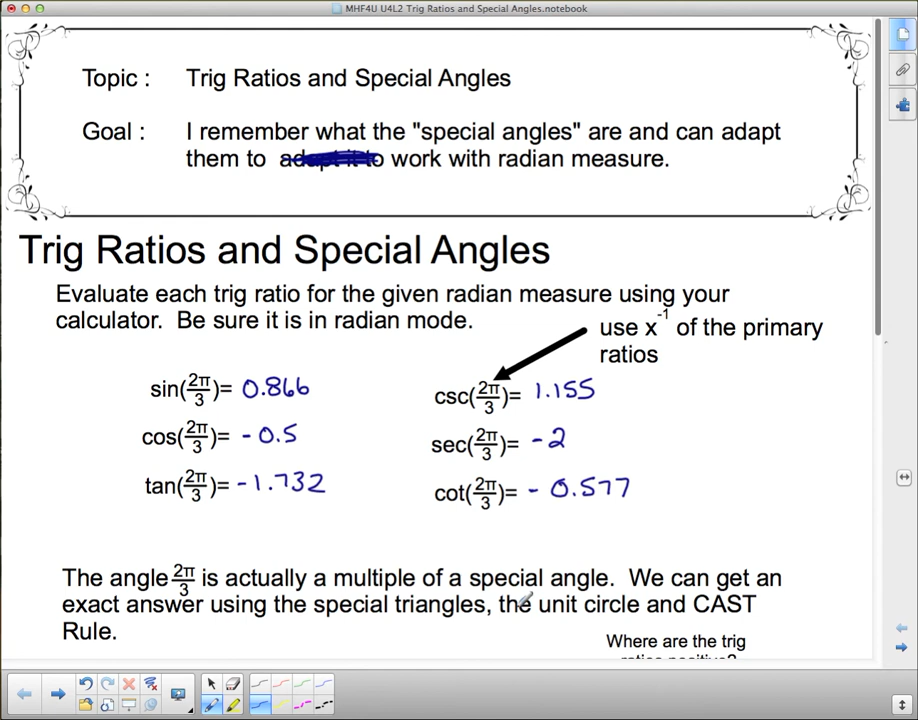 MHF4U U4L2 Trig Ratios and Special Angles.notebook
Topic : Trig Ratios and Special Angles
Goal : I remember what the "special angles" are and can adapt
them to adapt it to work with radian measure.
Trig Ratios and Special Angles
Evaluate each trig ratio for the given radian measure using your
calculator. Be sure it is in radian mode.
use x⁻¹ of the primary
ratios
sin(2π/3)= 0.866
csc(2π/3)= 1.155
cos(2π/3)= -0.5
sec(2π/3)= -2
tan(2π/3)= -1.732
cot(2π/3)= -0.577
The angle 2π/3 is actually a multiple of a special angle. We can get an
exact answer using the special triangles, the unit circle and CAST
Rule.
Where are the trig
ratios positive?